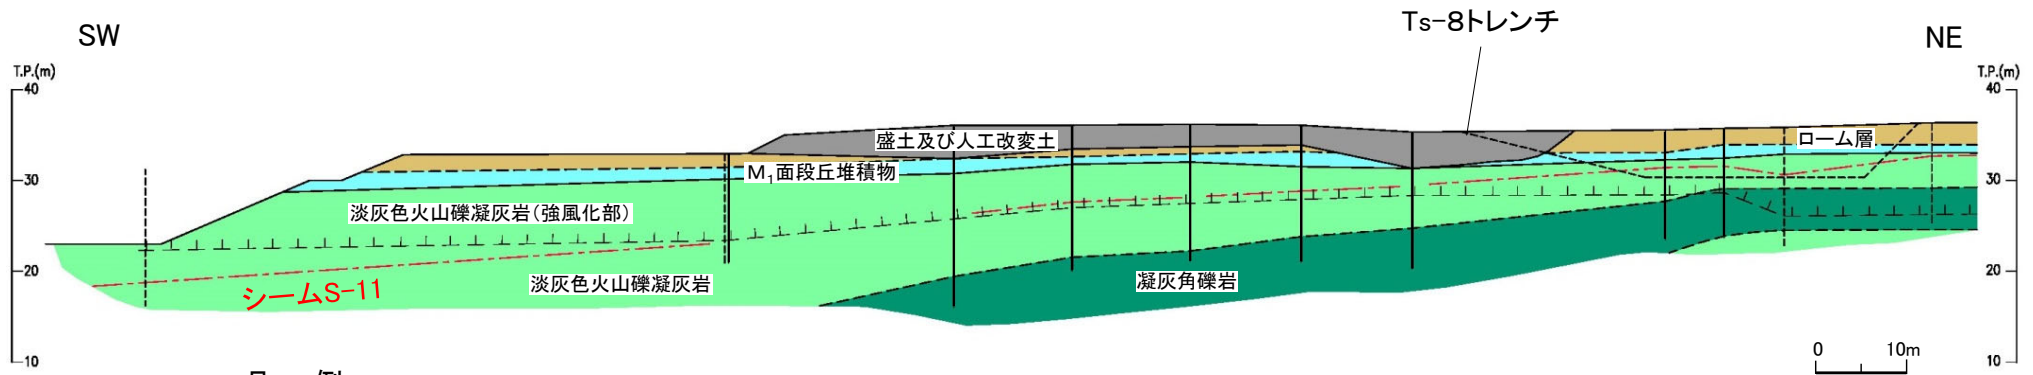 Ts-8トレンチ
SW
NE
T.P.(m)
T.P.(m)
40
40
盛土及び人工改変土
ローム層
M1面段丘堆積物
30
30
淡灰色火山礫凝灰岩(強風化部)
20
淡灰色火山礫凝灰岩
凝灰角礫岩
20
シームS-11
0 10m
10
10